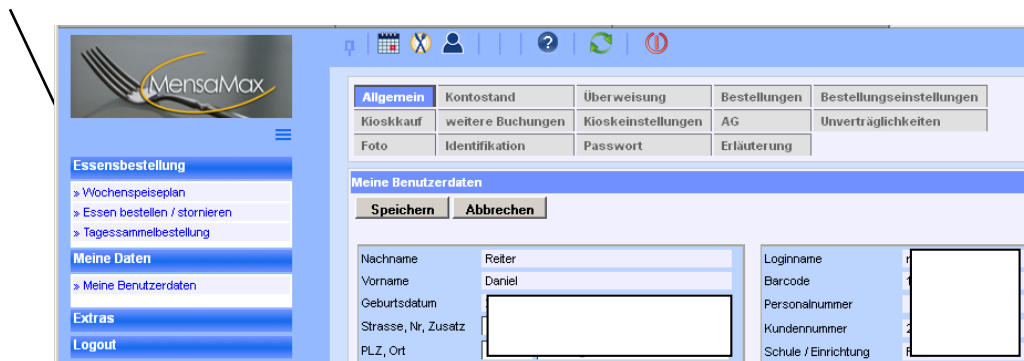 MensaMax
Allgemein Kontostand Überweisung Bestellungen Bestellungseinstellungen
Kioskkauf weitere Buchungen Kioskeinstellungen AG Unverträglichkeiten
Foto Identifikation Passwort Erläuterung
Essensbestellung
» Wochenspeiseplan
» Essen bestellen / stornieren
» Tagessammelbestellung
Meine Daten
» Meine Benutzerdaten
Extras
Logout
Meine Benutzerdaten
Speichern Abbrechen
Nachname Reiter
Vorname Daniel
Geburtsdatum
Strasse, Nr, Zusatz
PLZ, Ort
Loginname
Barcode
Personalnummer
Kundennummer
Schule / Einrichtung